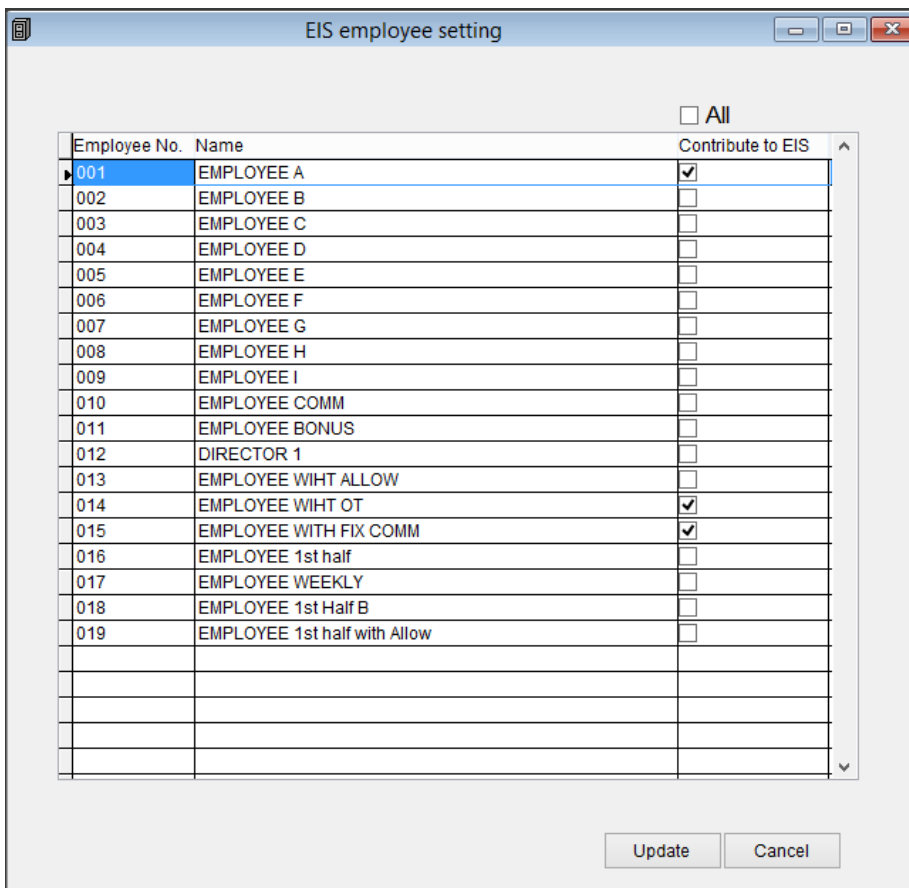 EIS employee setting
All
Employee No. Name Contribute to EIS
001 EMPLOYEE A
002 EMPLOYEE B
003 EMPLOYEE C
004 EMPLOYEE D
005 EMPLOYEE E
006 EMPLOYEE F
007 EMPLOYEE G
008 EMPLOYEE H
009 EMPLOYEE I
010 EMPLOYEE COMM
011 EMPLOYEE BONUS
012 DIRECTOR 1
013 EMPLOYEE WIHT ALLOW
014 EMPLOYEE WIHT OT
015 EMPLOYEE WITH FIX COMM
016 EMPLOYEE 1st half
017 EMPLOYEE WEEKLY
018 EMPLOYEE 1st Half B
019 EMPLOYEE 1st half with Allow
Update Cancel